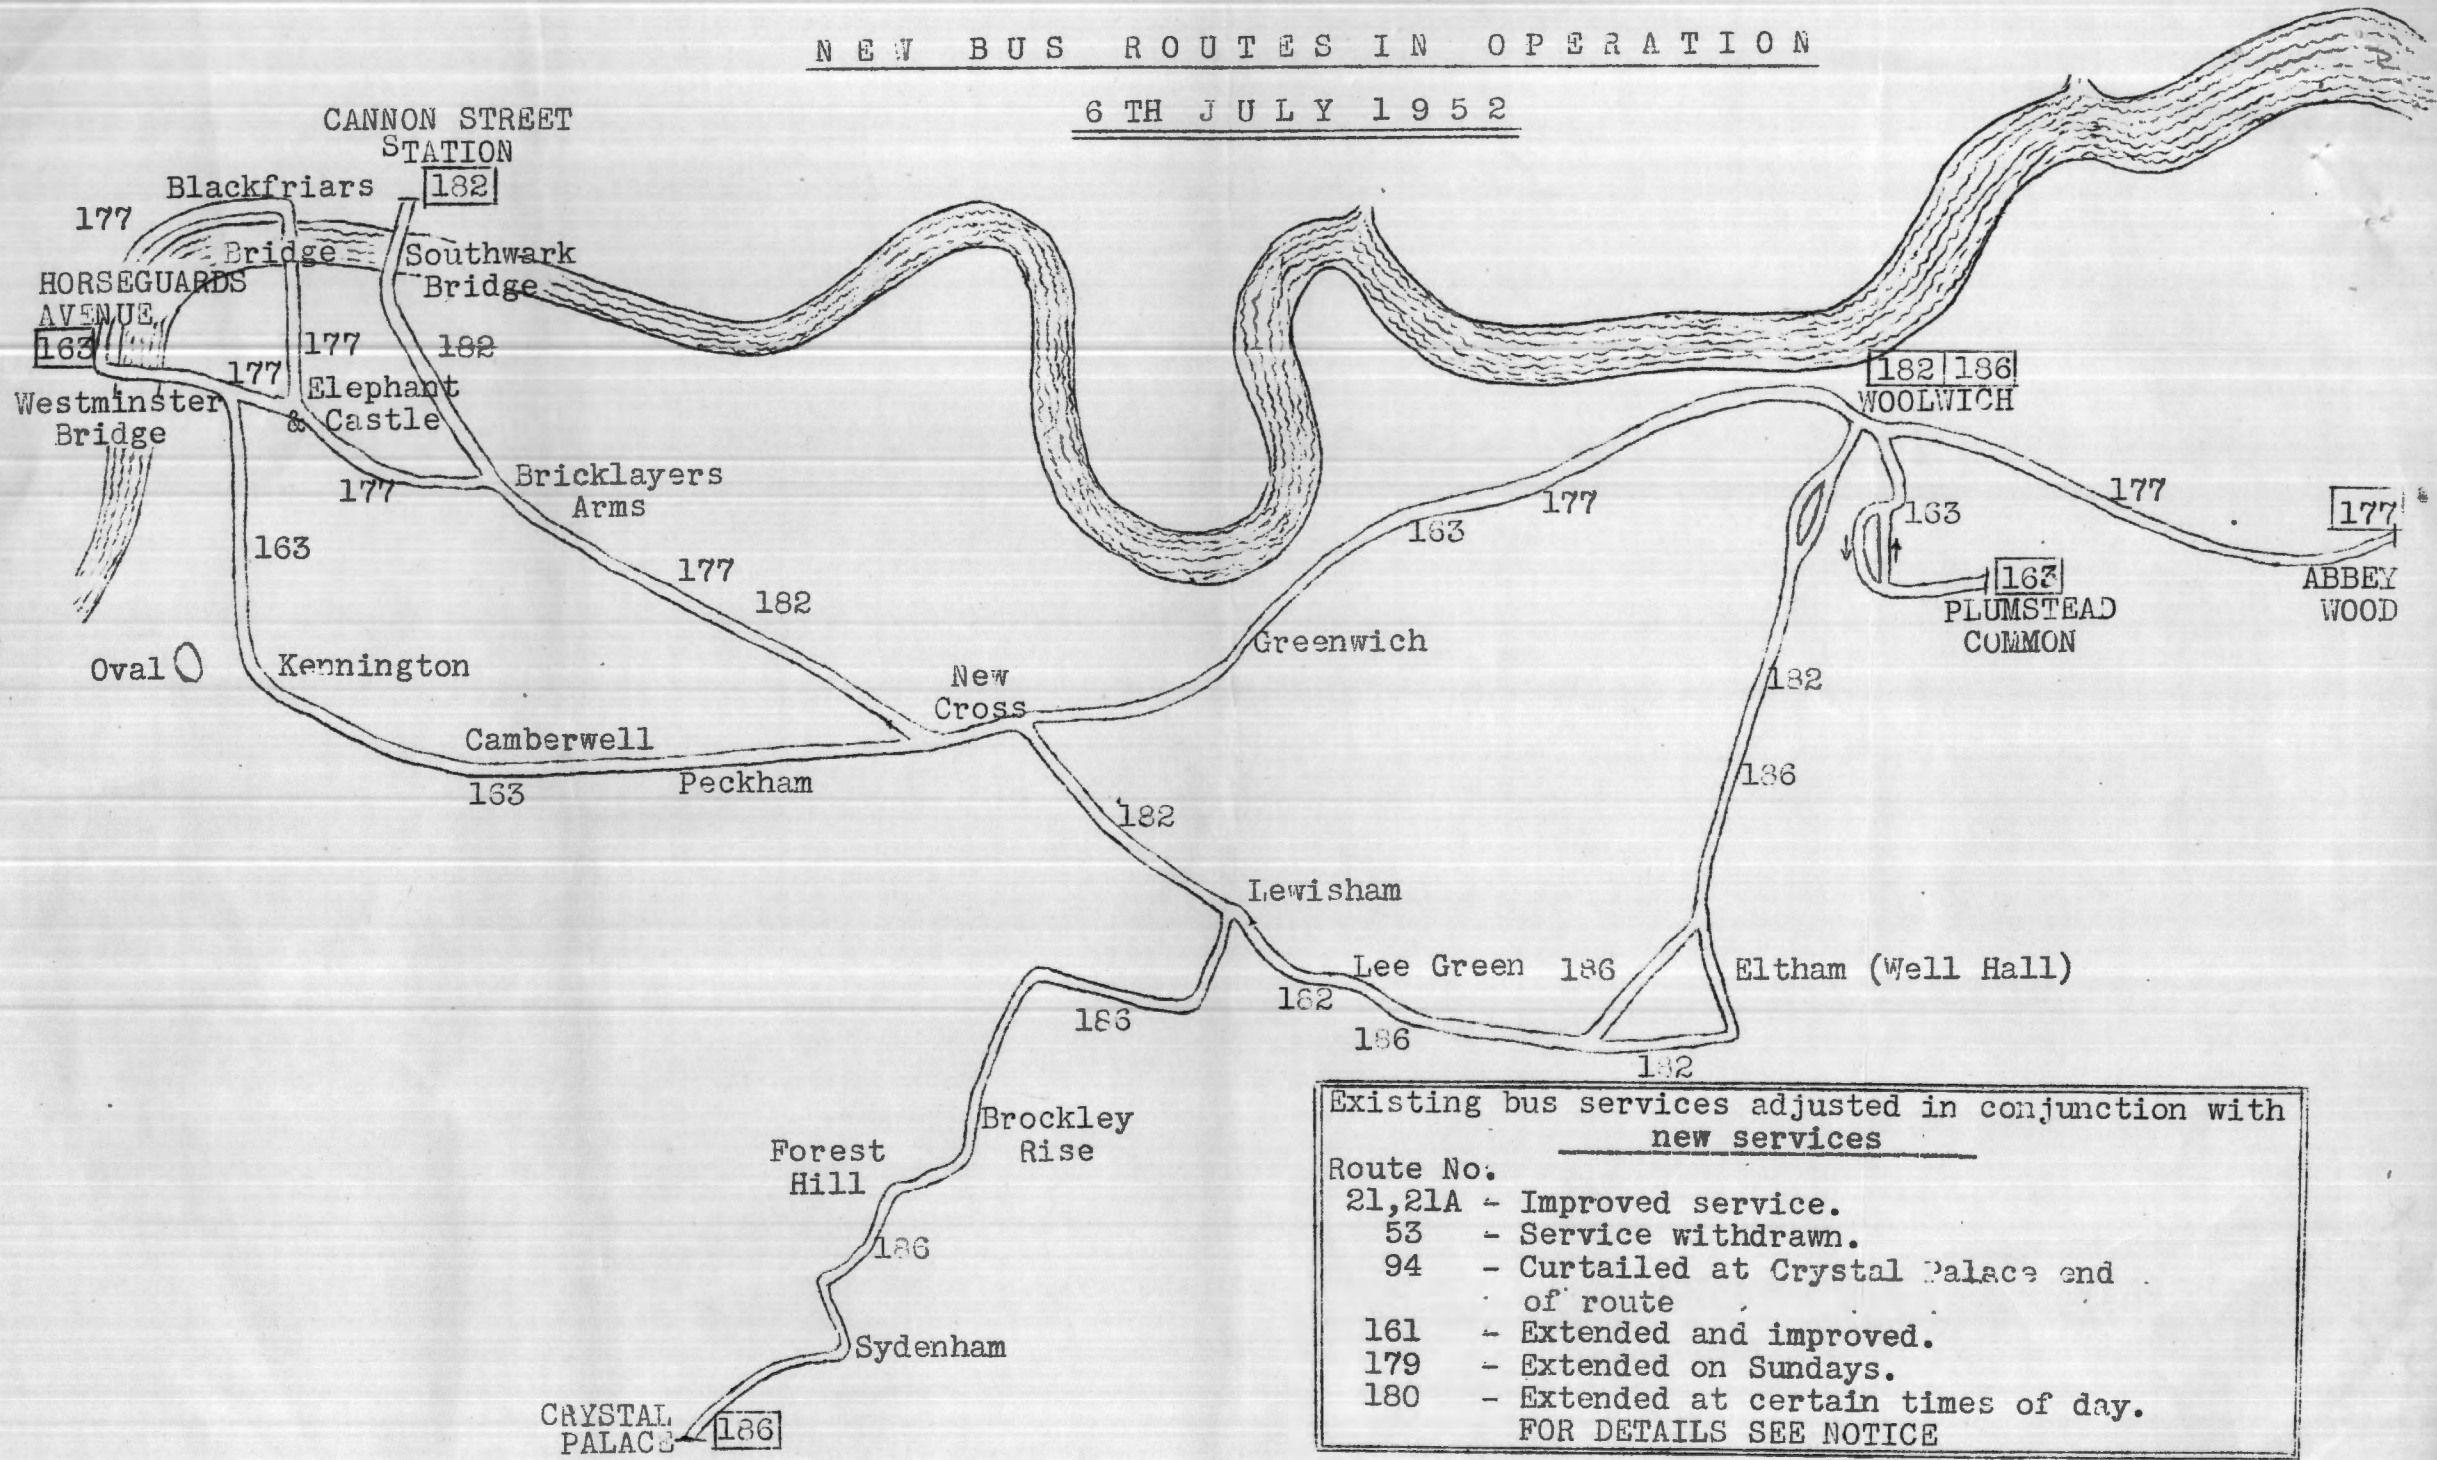 NEW BUS ROUTES IN OPERATION
6TH JULY 1952
CANNON STREET
STATION
182
Blackfriars
Bridge
177
Southwark
Bridge
HORSEGUARDS
AVENUE
163
177
182
177
Westminster
Bridge
Elephant
& Castle
177
Bricklayers
Arms
163
177
182
Oval
Kennington
Camberwell
163
Peckham
New
Cross
Greenwich
163
177
182 186
WOOLWICH
177
177
ABBEY
WOOD
163
163
PLUMSTEAD
COMMON
182
186
182
Lewisham
Lee Green
186
Eltham (Well Hall)
182
186
182
186
Brockley
Rise
Forest
Hill
186
Sydenham
CRYSTAL
PALACE
186
Existing bus services adjusted in conjunction with
new services
Route No.
21,21A - Improved service.
53 - Service withdrawn.
94 - Curtailed at Crystal Palace end
of route
161 - Extended and improved.
179 - Extended on Sundays.
180 - Extended at certain times of day.
FOR DETAILS SEE NOTICE